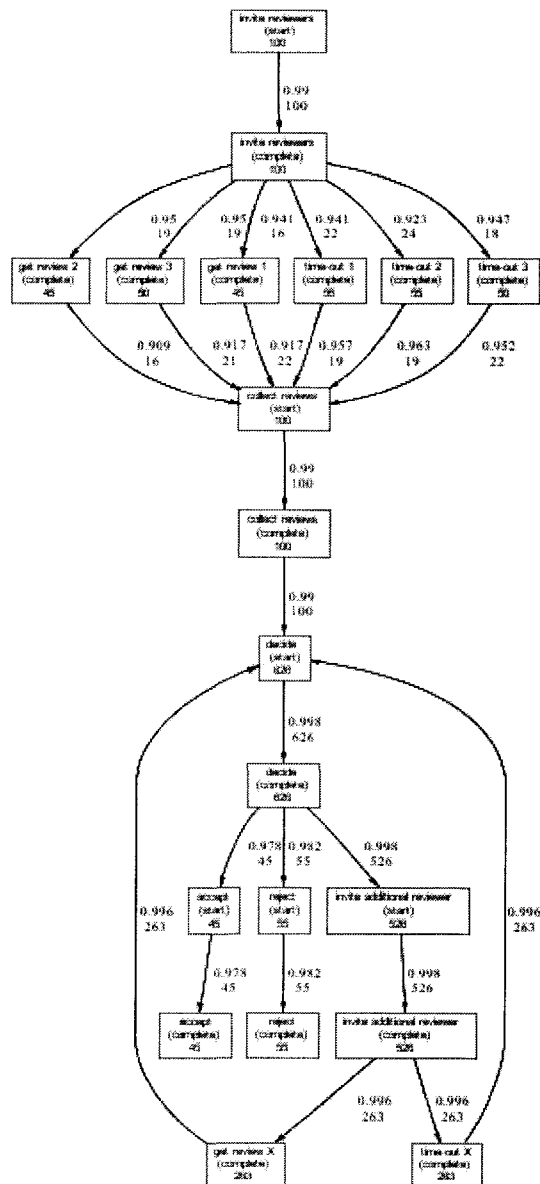 invite reviewers
(start)
100
0.99
100
invite reviewers
(complete)
100
0.95
19
0.95
19
0.941
16
0.941
22
0.923
24
0.947
18
get review 2
(complete)
45
get review 3
(complete)
50
get review 1
(complete)
45
time-out 1
(complete)
55
time-out 2
(complete)
55
time-out 3
(complete)
50
0.909
16
0.917
21
0.917
22
0.957
19
0.963
19
0.952
22
collect reviews
(start)
100
0.99
100
collect reviews
(complete)
100
0.99
100
decide
(start)
626
0.998
626
decide
(complete)
626
0.978
45
0.982
55
0.998
526
accept
(start)
45
reject
(start)
55
invite additional reviewer
(start)
526
0.996
263
0.996
263
0.978
45
0.982
55
0.998
526
accept
(complete)
45
reject
(complete)
55
invite additional reviewer
(complete)
526
0.996
263
0.996
263
get review X
(complete)
263
time-out X
(complete)
263